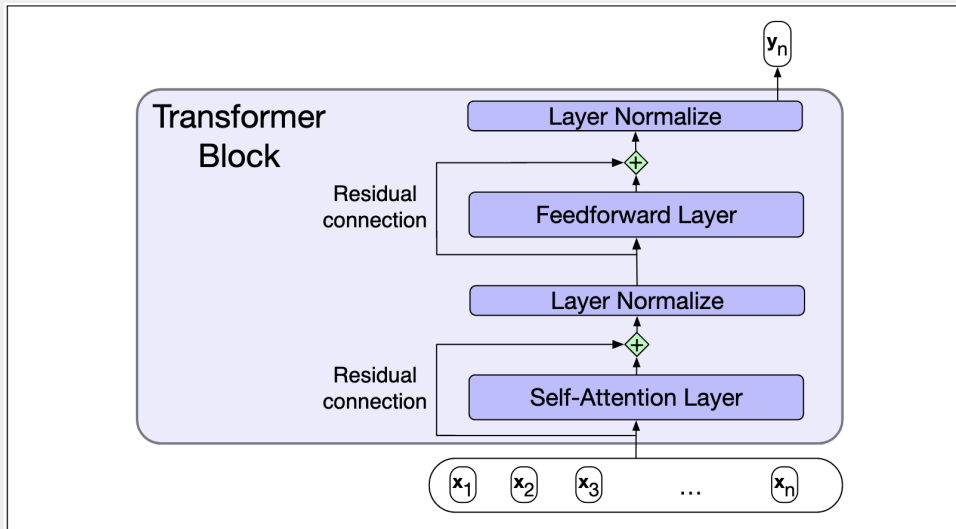 yn
Transformer
Block
Layer Normalize
+
Residual
connection
Feedforward Layer
Layer Normalize
+
Residual
connection
Self-Attention Layer
x1 x2 x3 ... xn